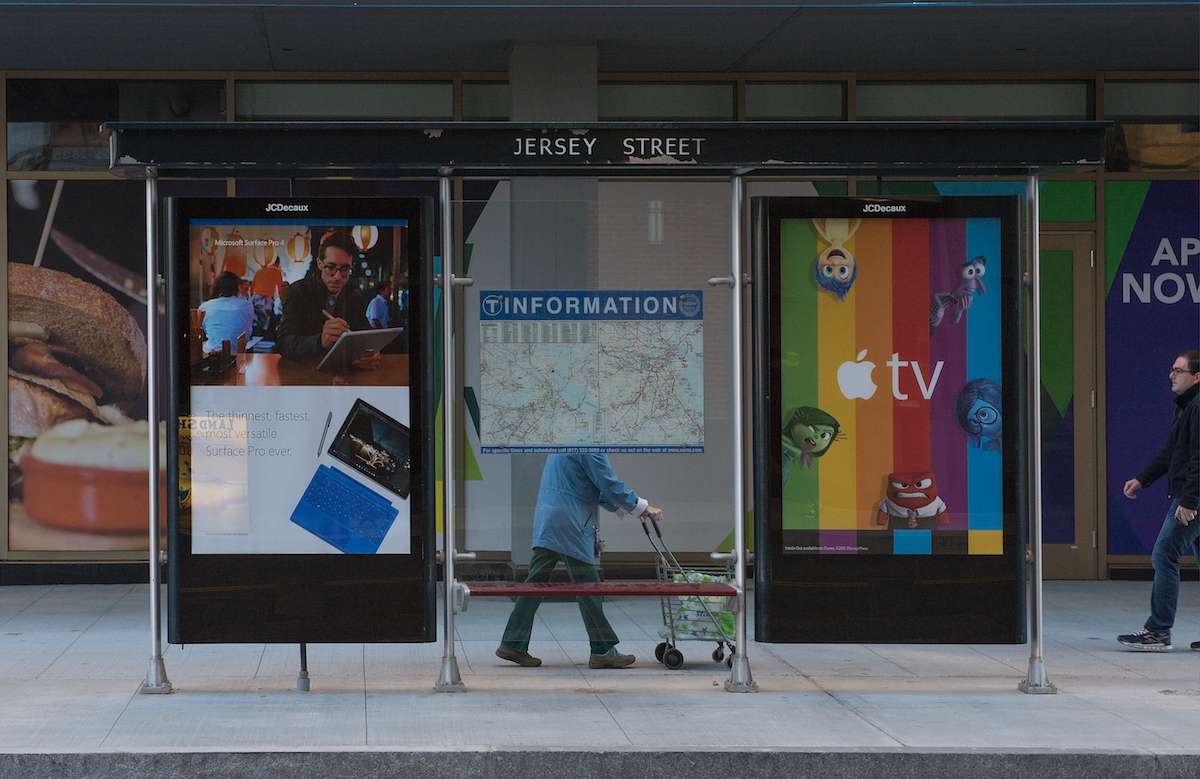 JERSEY STREET
JCDecaux
Microsoft Surface Pro 4
The thinnest, fastest,
most versatile
Surface Pro ever.
LANDS
T INFORMATION
For specific times and schedules call (617) 222-3200 or check us out on the web at www.mbta.com
JCDecaux
tv
Inside Out available on iTunes. ©2015 Disney/Pixar.
AP
NOW